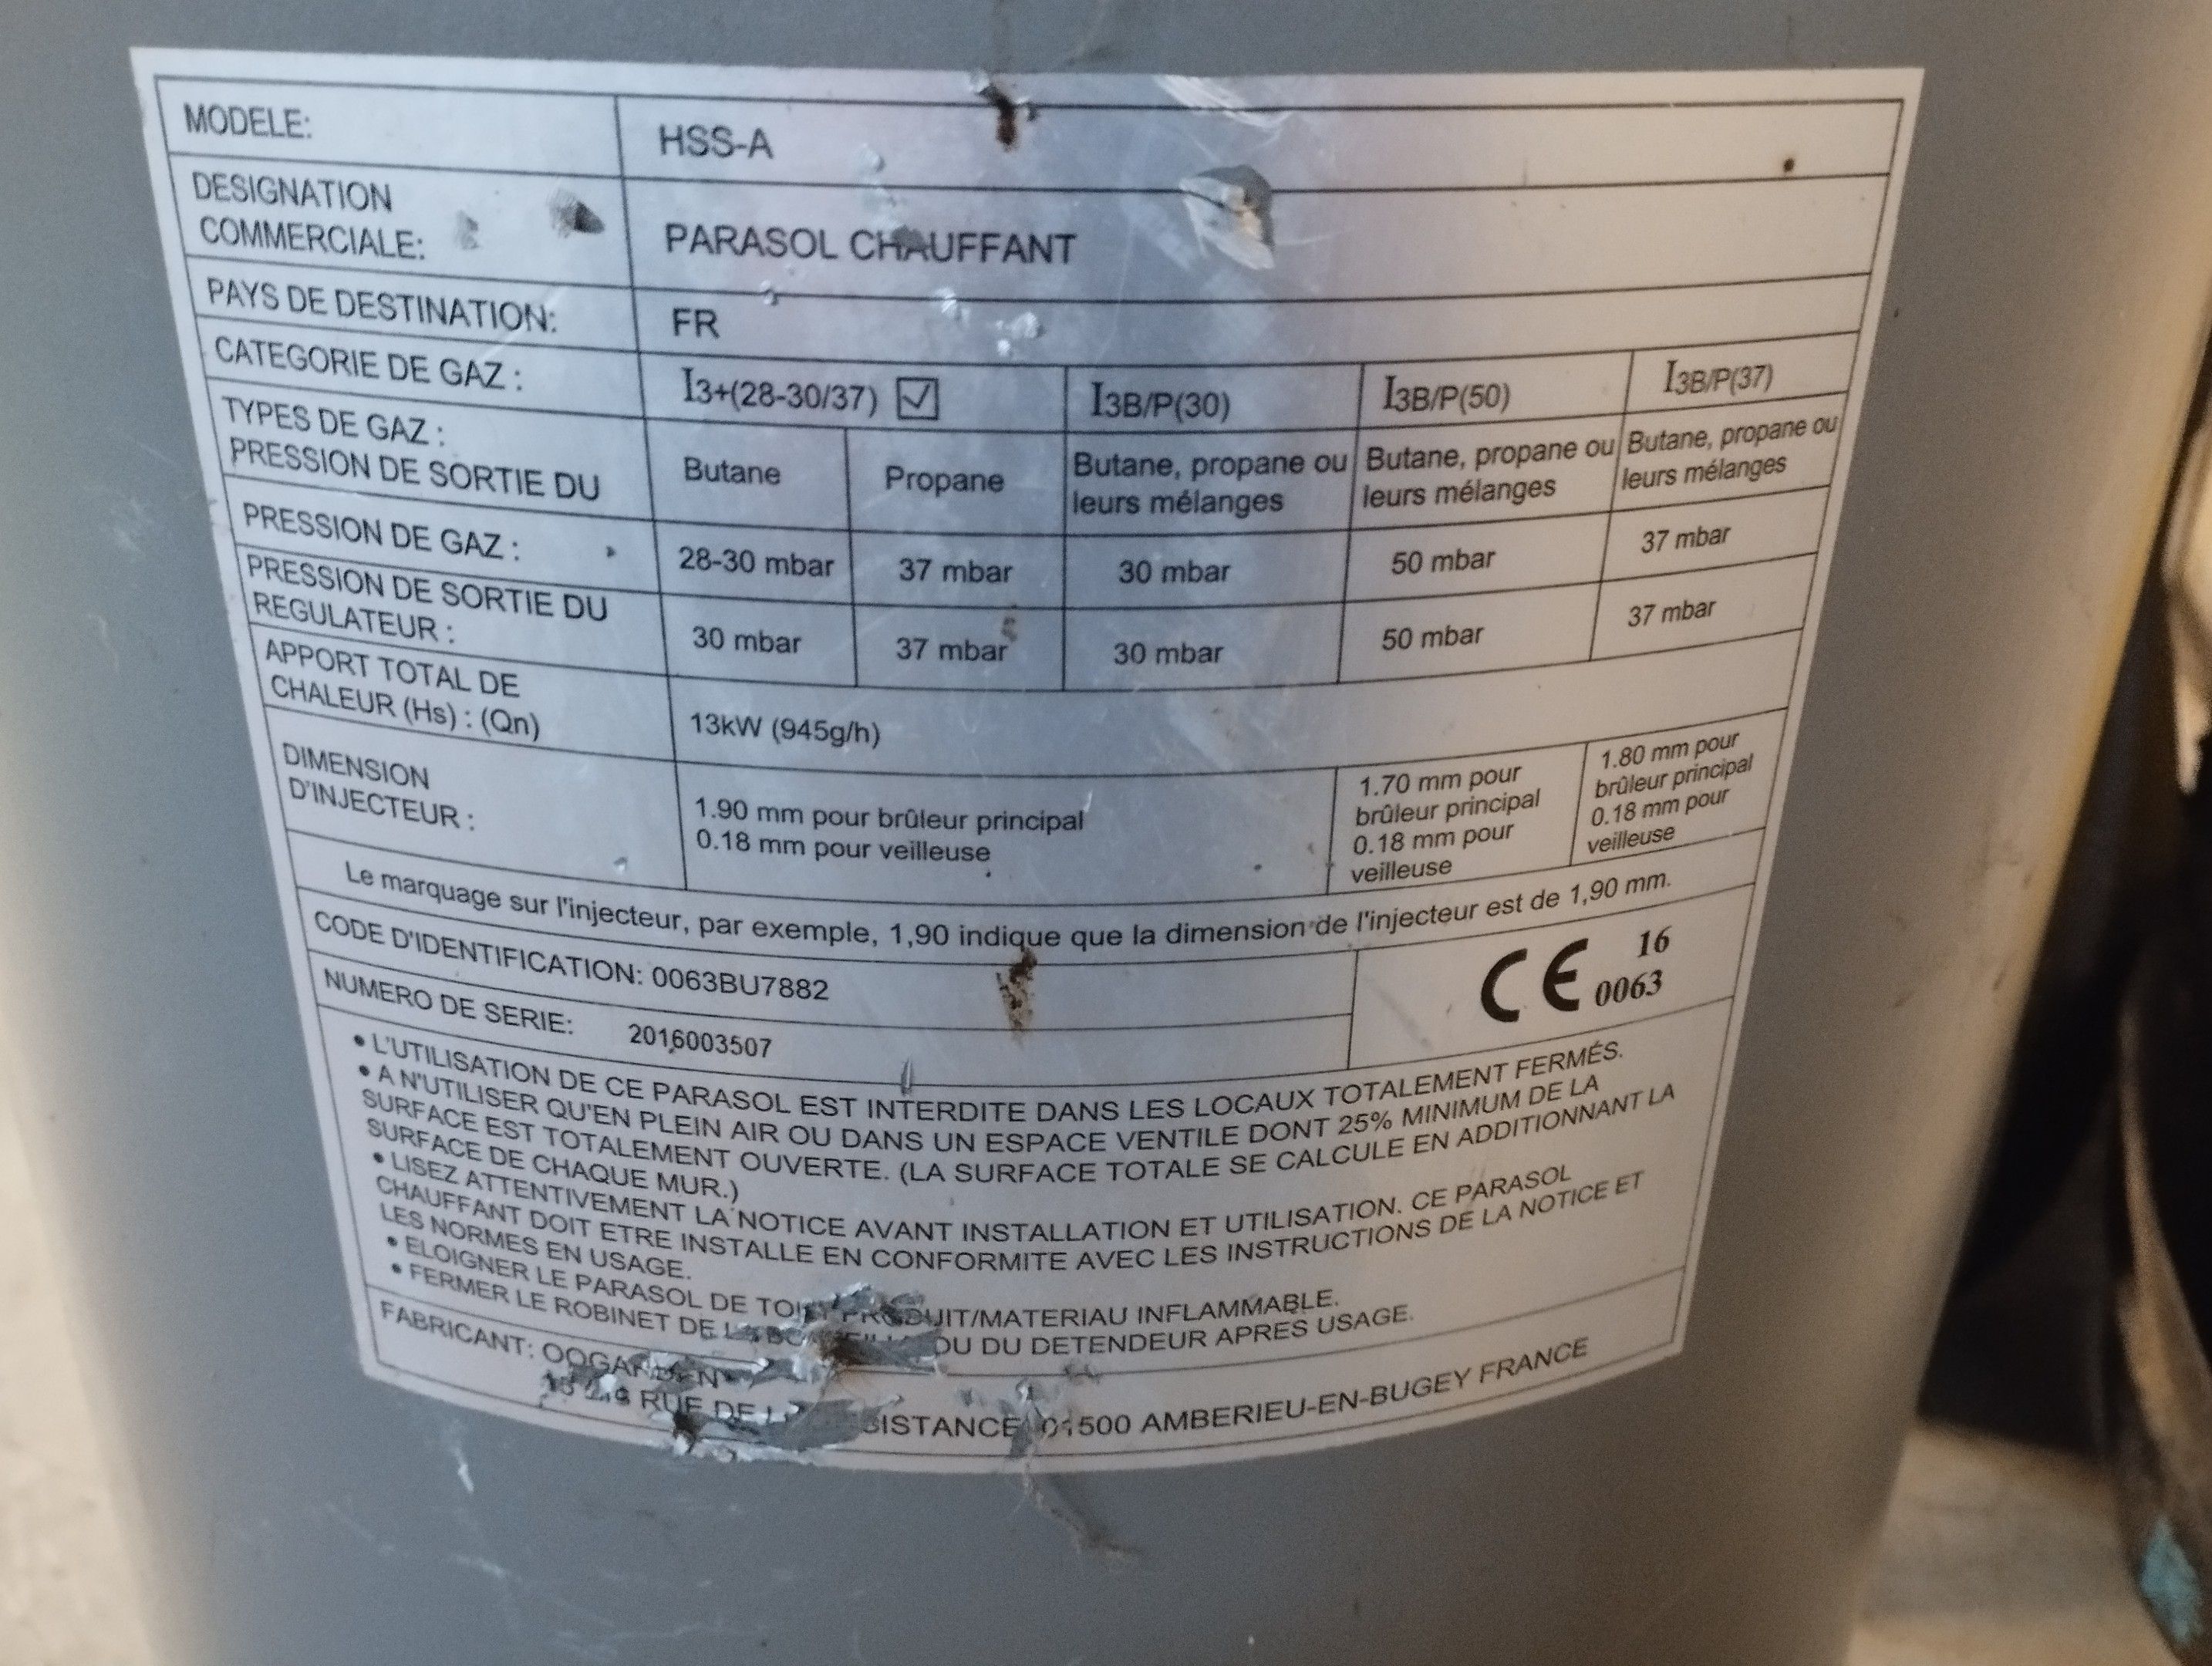 MODELE: HSS-A
DESIGNATION
COMMERCIALE: PARASOL CHAUFFANT
PAYS DE DESTINATION: FR
CATEGORIE DE GAZ : I3+(28-30/37) I3B/P(30) I3B/P(50) I3B/P(37)
TYPES DE GAZ :
PRESSION DE SORTIE DU
Butane Propane Butane, propane ou Butane, propane ou Butane, propane ou
leurs mélanges leurs mélanges leurs mélanges
PRESSION DE GAZ : 28-30 mbar 37 mbar 30 mbar 50 mbar 37 mbar
PRESSION DE SORTIE DU
REGULATEUR : 30 mbar 37 mbar 30 mbar 50 mbar 37 mbar
APPORT TOTAL DE
CHALEUR (Hs) : (Qn) 13kW (945g/h)
DIMENSION
D'INJECTEUR :
1.90 mm pour brûleur principal
0.18 mm pour veilleuse
1.70 mm pour
brûleur principal
0.18 mm pour
veilleuse
1.80 mm pour
brûleur principal
0.18 mm pour
veilleuse
Le marquage sur l'injecteur, par exemple, 1,90 indique que la dimension de l'injecteur est de 1,90 mm.
CODE D'IDENTIFICATION: 0063BU7882
NUMERO DE SERIE: 2016003507
CE 16
0063
• L'UTILISATION DE CE PARASOL EST INTERDITE DANS LES LOCAUX TOTALEMENT FERMÉS.
• A N'UTILISER QU'EN PLEIN AIR OU DANS UN ESPACE VENTILE DONT 25% MINIMUM DE LA
SURFACE EST TOTALEMENT OUVERTE. (LA SURFACE TOTALE SE CALCULE EN ADDITIONNANT LA
SURFACE DE CHAQUE MUR.)
• LISEZ ATTENTIVEMENT LA NOTICE AVANT INSTALLATION ET UTILISATION. CE PARASOL
CHAUFFANT DOIT ETRE INSTALLE EN CONFORMITE AVEC LES INSTRUCTIONS DE LA NOTICE ET
LES NORMES EN USAGE.
• ELOIGNER LE PARASOL DE TOUT PRODUIT/MATERIAU INFLAMMABLE.
• FERMER LE ROBINET DE OU DU DETENDEUR APRES USAGE.
FABRICANT: OOGARDEN
RUE DE LA RESISTANCE 01500 AMBERIEU-EN-BUGEY FRANCE